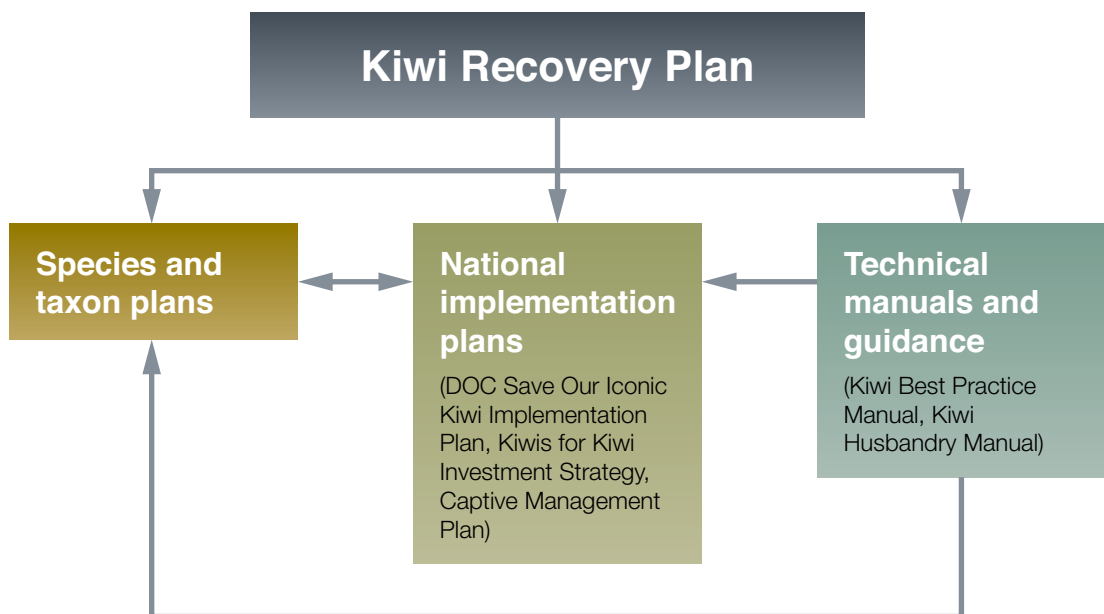 Kiwi Recovery Plan
Species and
taxon plans
National
implementation
plans
(DOC Save Our Iconic
Kiwi Implementation
Plan, Kiwis for Kiwi
Investment Strategy,
Captive Management
Plan)
Technical
manuals and
guidance
(Kiwi Best Practice
Manual, Kiwi
Husbandry Manual)